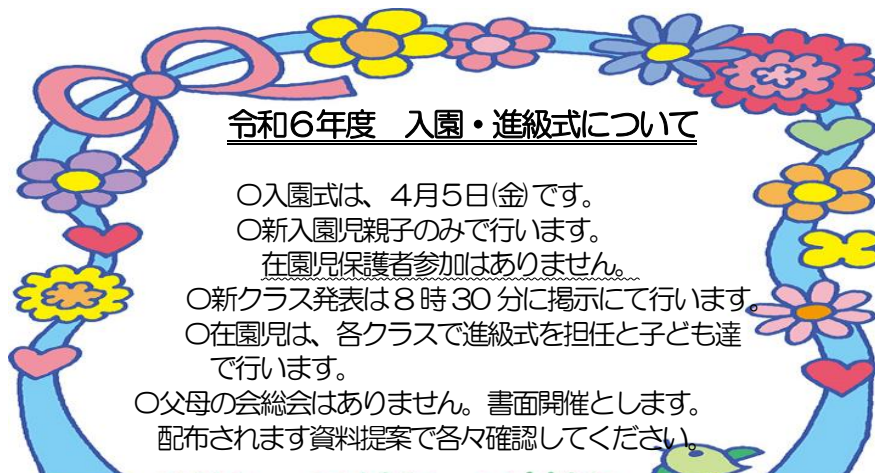 令和6年度　入園・進級式について
〇入園式は、4月5日(金)です。
〇新入園児親子のみで行います。
在園児保護者参加はありません。
〇新クラス発表は8時30分に掲示にて行います。
〇在園児は、各クラスで進級式を担任と子ども達
で行います。
〇父母の会総会はありません。書面開催とします。
配布されます資料提案で各々確認してください。